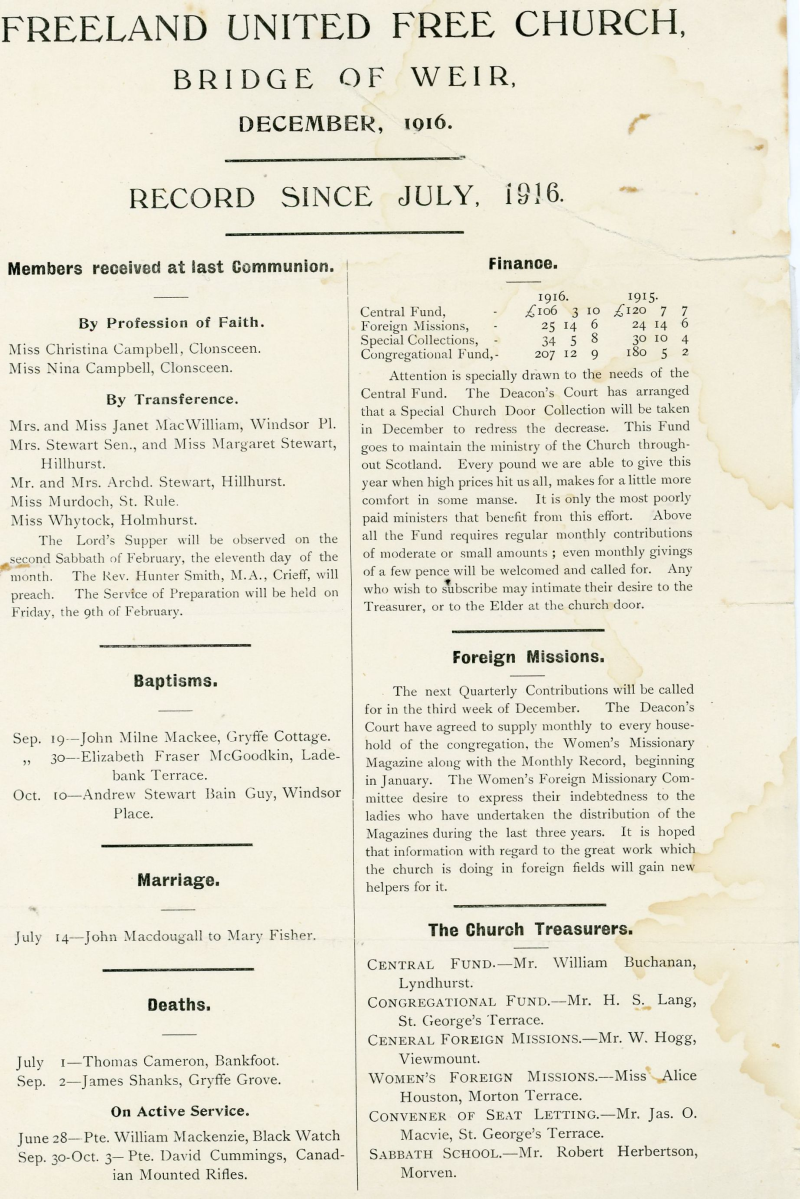 FREELAND UNITED FREE CHURCH,
BRIDGE OF WEIR,
DECEMBER, 1916.
RECORD SINCE JULY, 1916.
Members received at last Communion.
By Profession of Faith.
Miss Christina Campbell, Clonsceen.
Miss Nina Campbell, Clonsceen.
By Transference.
Mrs. and Miss Janet MacWilliam, Windsor Pl.
Mrs. Stewart Sen., and Miss Margaret Stewart,
Hillhurst.
Mr. and Mrs. Archd. Stewart, Hillhurst.
Miss Murdoch, St. Rule.
Miss Whytock, Holmhurst.
The Lord's Supper will be observed on the
second Sabbath of February, the eleventh day of the
month. The Rev. Hunter Smith, M.A., Crieff, will
preach. The Service of Preparation will be held on
Friday, the 9th of February.
Baptisms.
Sep. 19—John Milne Mackee, Gryffe Cottage.
„ 30—Elizabeth Fraser McGoodkin, Lade-
bank Terrace.
Oct. 10—Andrew Stewart Bain Guy, Windsor
Place.
Marriage.
July 14—John Macdougall to Mary Fisher.
Deaths.
July 1—Thomas Cameron, Bankfoot.
Sep. 2—James Shanks, Gryffe Grove.
On Active Service.
June 28—Pte. William Mackenzie, Black Watch
Sep. 30-Oct. 3—Pte. David Cummings, Canad-
ian Mounted Rifles.
Finance.
1916. 1915.
Central Fund, - £106 3 10 £120 7 7
Foreign Missions, - 25 14 6 24 14 6
Special Collections, - 34 5 8 30 10 4
Congregational Fund,- 207 12 9 180 5 2
Attention is specially drawn to the needs of the
Central Fund. The Deacon's Court has arranged
that a Special Church Door Collection will be taken
in December to redress the decrease. This Fund
goes to maintain the ministry of the Church through-
out Scotland. Every pound we are able to give this
year when high prices hit us all, makes for a little more
comfort in some manse. It is only the most poorly
paid ministers that benefit from this effort. Above
all the Fund requires regular monthly contributions
of moderate or small amounts ; even monthly givings
of a few pence will be welcomed and called for. Any
who wish to subscribe may intimate their desire to the
Treasurer, or to the Elder at the church door.
Foreign Missions.
The next Quarterly Contributions will be called
for in the third week of December. The Deacon's
Court have agreed to supply monthly to every house-
hold of the congregation, the Women's Missionary
Magazine along with the Monthly Record, beginning
in January. The Women's Foreign Missionary Com-
mittee desire to express their indebtedness to the
ladies who have undertaken the distribution of the
Magazines during the last three years. It is hoped
that information with regard to the great work which
the church is doing in foreign fields will gain new
helpers for it.
The Church Treasurers.
CENTRAL FUND.—Mr. William Buchanan,
Lyndhurst.
CONGREGATIONAL FUND.—Mr. H. S. Lang,
St. George's Terrace.
CENERAL FOREIGN MISSIONS.—Mr. W. Hogg,
Viewmount.
WOMEN'S FOREIGN MISSIONS.—Miss Alice
Houston, Morton Terrace.
CONVENER OF SEAT LETTING.—Mr. Jas. O.
Macvie, St. George's Terrace.
SABBATH SCHOOL.—Mr. Robert Herbertson,
Morven.